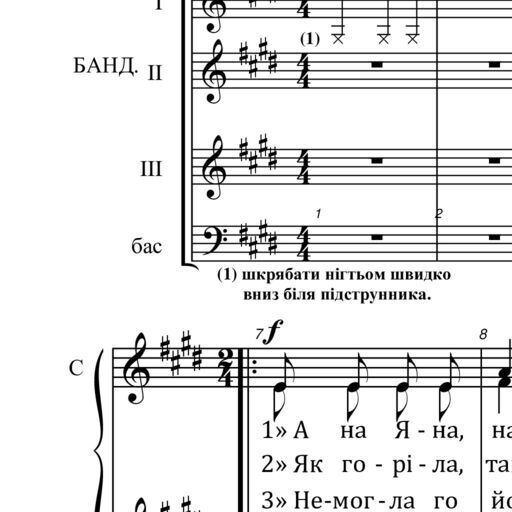 I
(1)
БАНД. II
III
1 2
бас
(1) шкрябати нігтьом швидко
вниз біля підструнника.
7 f 8
С
1» А на Я - на, на
2» Як го - рі - ла, та
3» Не-мог - ла го йо